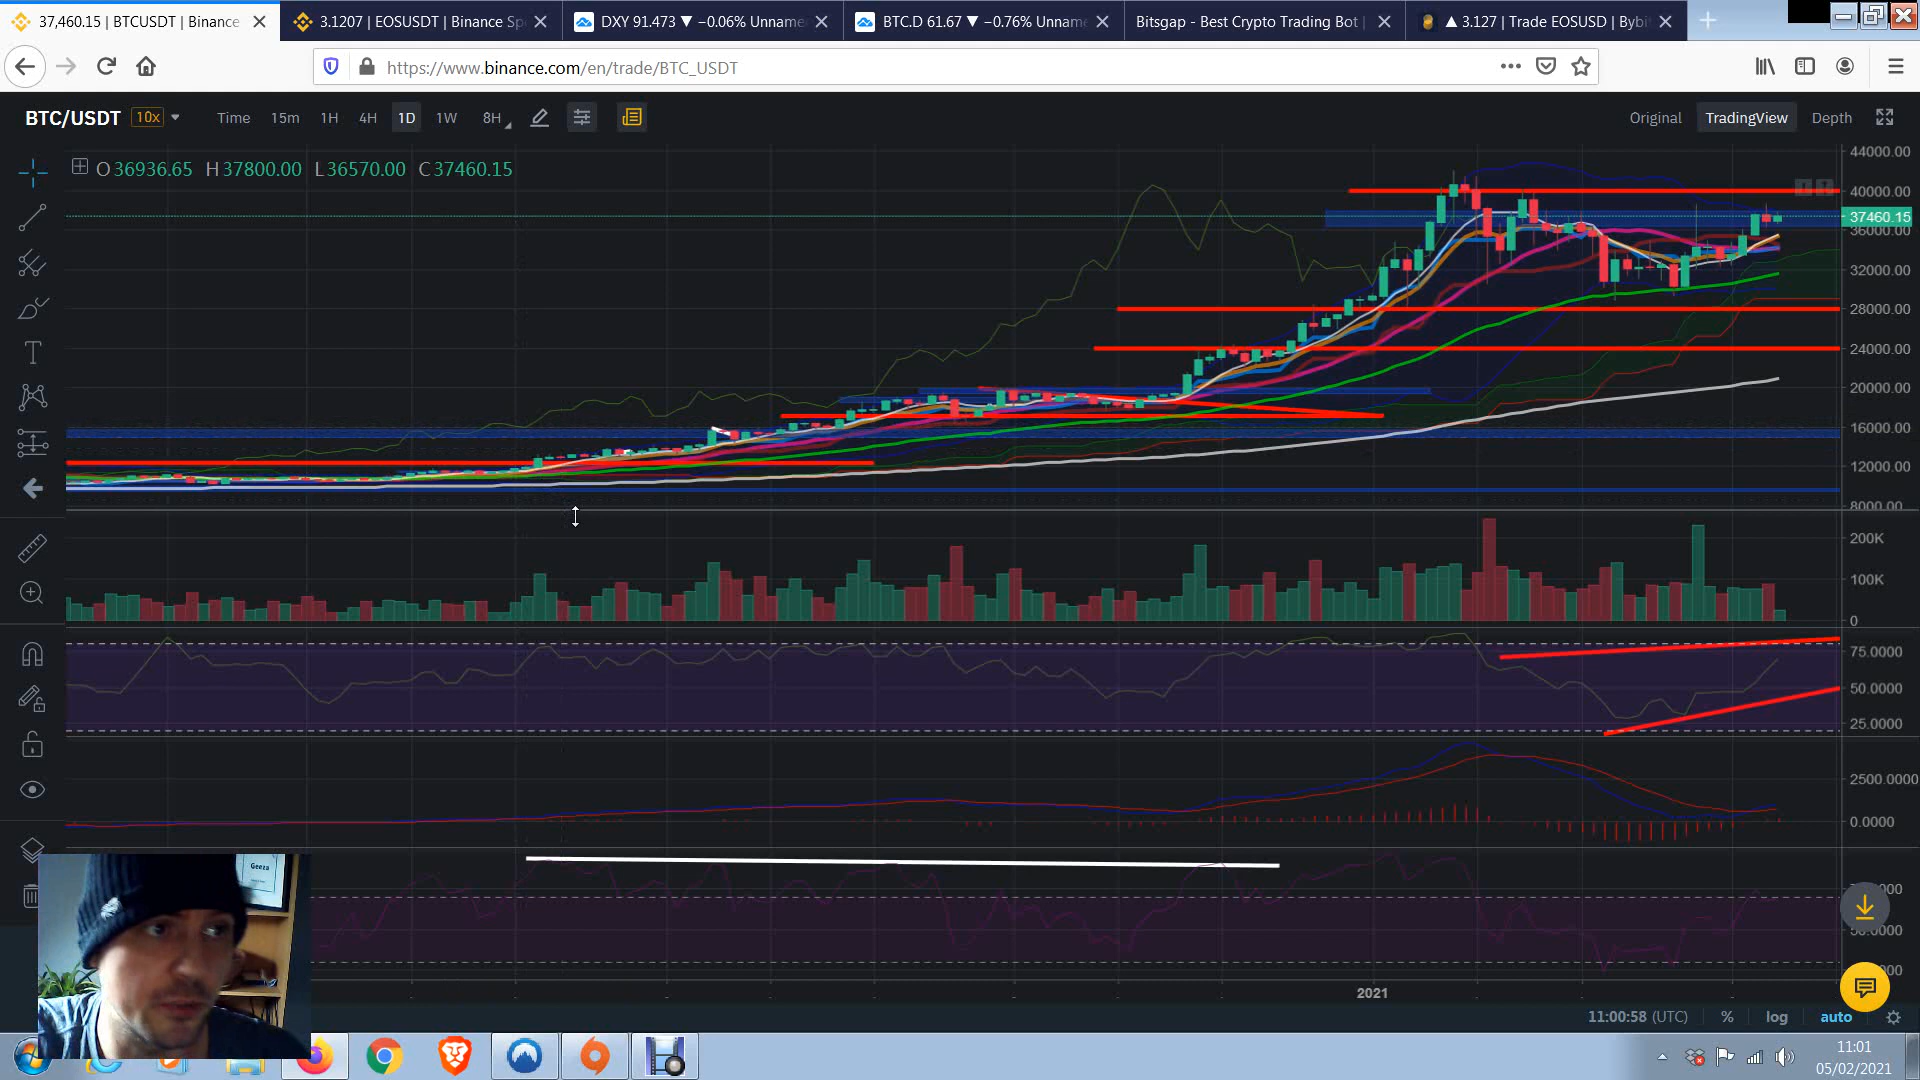 37,460.15 | BTCUSDT | Binance
3.1207 | EOSUSDT | Binance Sp
DXY 91.473 ▼ −0.06% Unname
BTC.D 61.67 ▼ −0.76% Unnam
Bitsgap - Best Crypto Trading Bot |
▲ 3.127 | Trade EOSUSD | Bybi
https://www.binance.com/en/trade/BTC_USDT
BTC/USDT 10x Time 15m 1H 4H 1D 1W 8H Original TradingView Depth
O 36936.65 H 37800.00 L 36570.00 C 37460.15
44000.00
40000.00
37460.15
36000.00
32000.00
28000.00
24000.00
20000.00
16000.00
12000.00
8000.00
200K
100K
0
75.0000
50.0000
25.0000
2500.0000
0.0000
Geeza
2021
11:00:58 (UTC) % log auto
11:01
05/02/2021